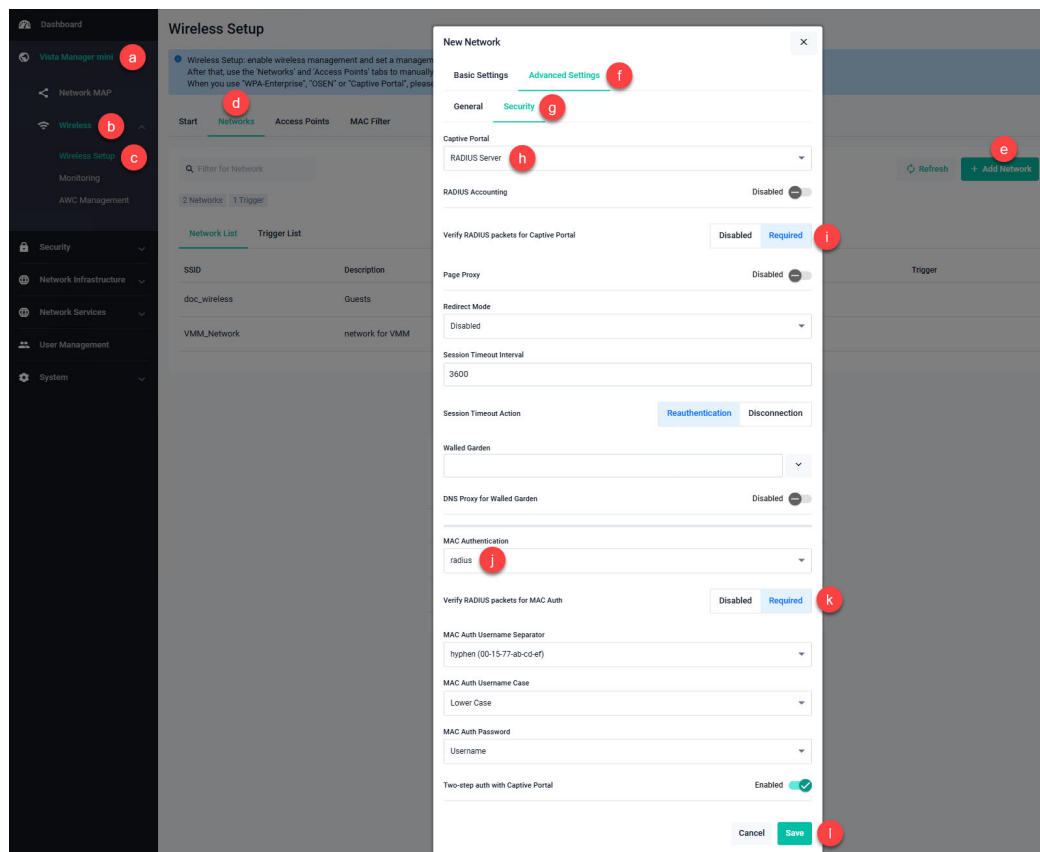 Dashboard
Vista Manager mini a
Network MAP
Wireless b
Wireless Setup c
Monitoring
AWC Management
Security
Network Infrastructure
Network Services
User Management
System
Wireless Setup
Wireless Setup: enable wireless management and set a managem
After that, use the 'Networks' and 'Access Points' tabs to manually
When you use "WPA-Enterprise", "OSEN" or "Captive Portal", please
d
Start Networks Access Points MAC Filter
Filter for Network
e
Refresh + Add Network
2 Networks 1 Trigger
Network List Trigger List
SSID Description Trigger
doc_wireless Guests
VMM_Network network for VMM
New Network
Basic Settings Advanced Settings f
General Security g
Captive Portal
RADIUS Server h
RADIUS Accounting Disabled
Verify RADIUS packets for Captive Portal Disabled Required i
Page Proxy Disabled
Redirect Mode
Disabled
Session Timeout Interval
3600
Session Timeout Action Reauthentication Disconnection
Walled Garden
DNS Proxy for Walled Garden Disabled
MAC Authentication
radius j
Verify RADIUS packets for MAC Auth Disabled Required k
MAC Auth Username Separator
hyphen (00-15-77-ab-cd-ef)
MAC Auth Username Case
Lower Case
MAC Auth Password
Username
Two-step auth with Captive Portal Enabled
Cancel Save l